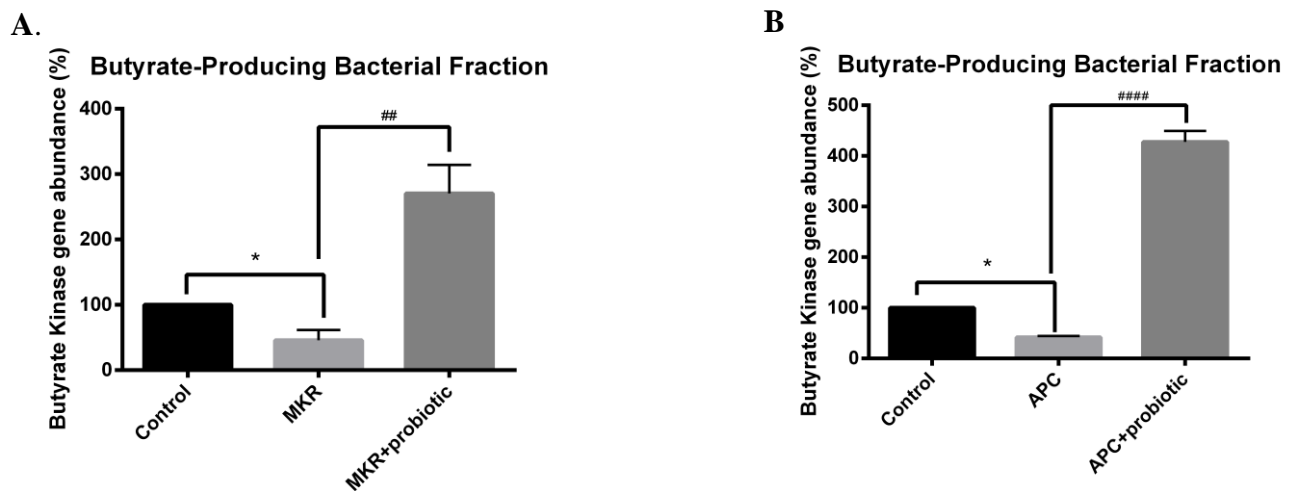 A.
Butyrate-Producing Bacterial Fraction
Butyrate Kinase gene abundance (%)
400
300
200
100
0
*
##
Control
MKR
MKR+probiotic
B
Butyrate-Producing Bacterial Fraction
Butyrate Kinase gene abundance (%)
500
400
300
200
100
0
*
####
Control
APC
APC+probiotic